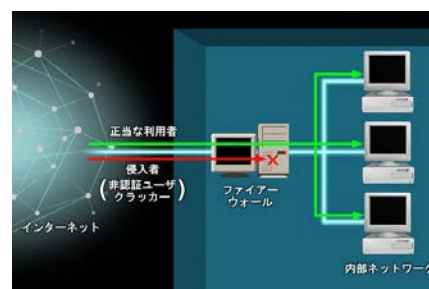 正当な利用者
侵入者
(非認証ユーザ
クラッカー)
ファイアー
ウォール
インターネット
内部ネットワーク